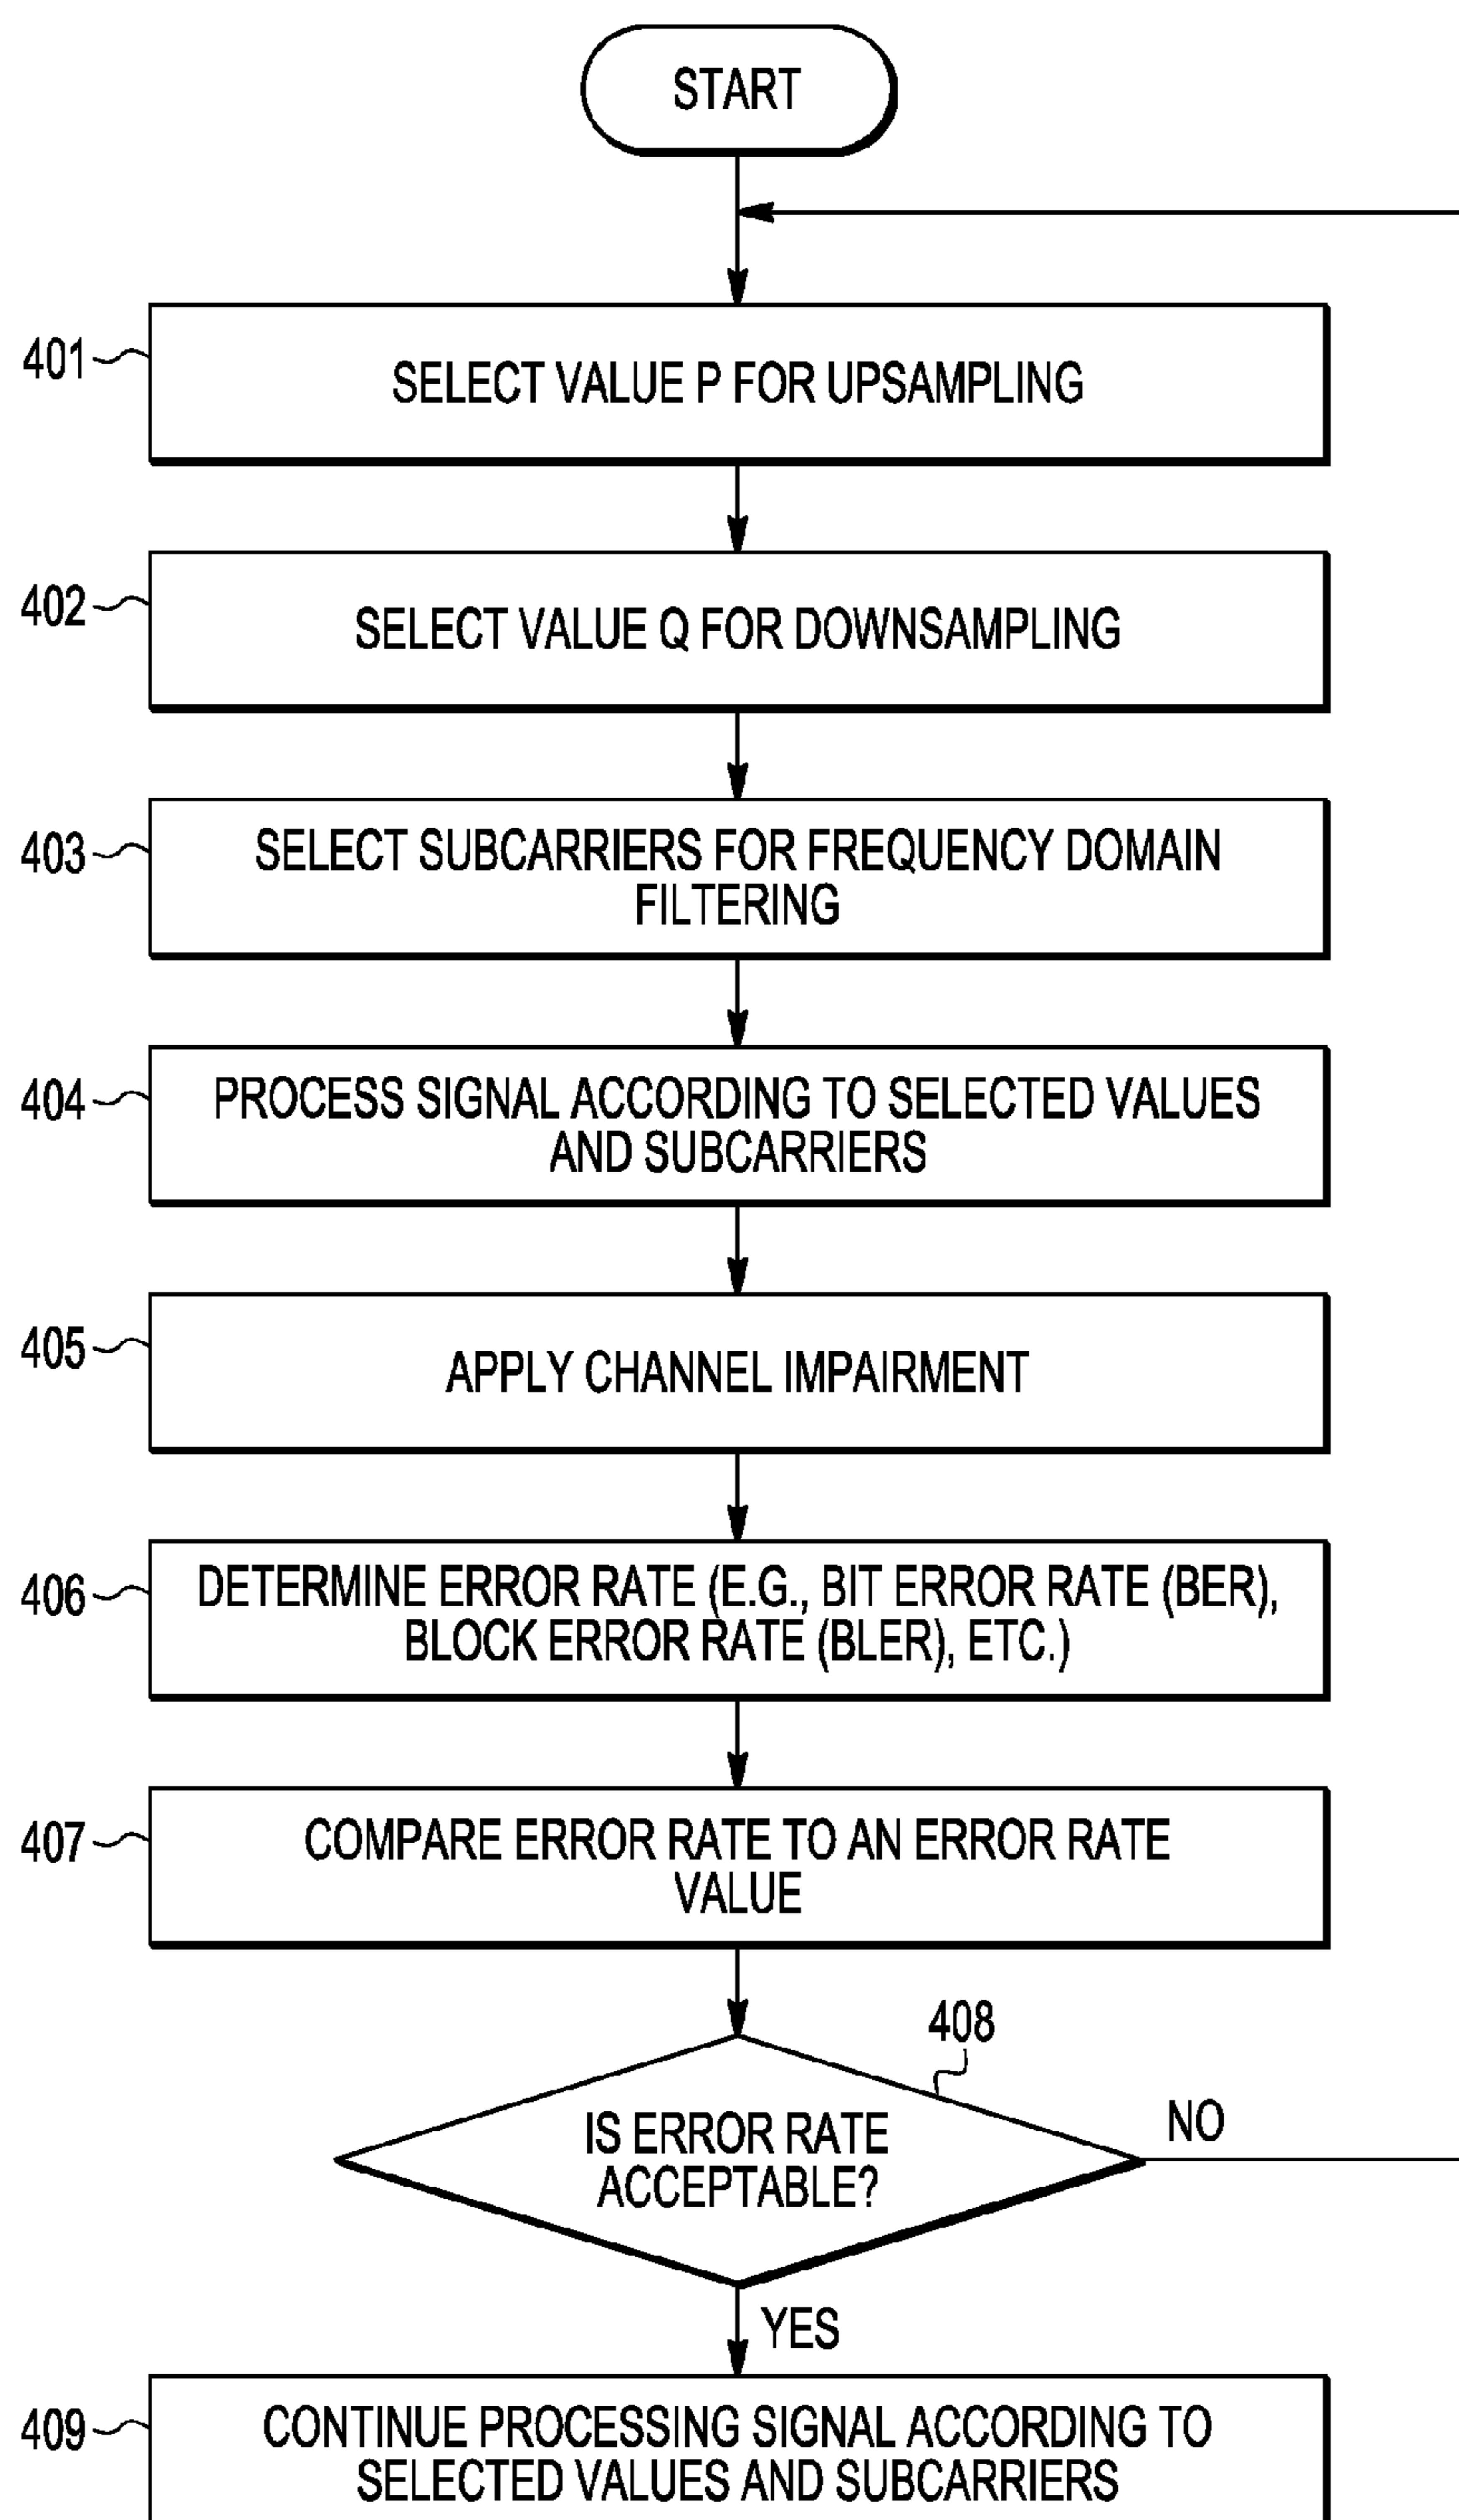 START
401
SELECT VALUE P FOR UPSAMPLING
402
SELECT VALUE Q FOR DOWNSAMPLING
403
SELECT SUBCARRIERS FOR FREQUENCY DOMAIN
FILTERING
404
PROCESS SIGNAL ACCORDING TO SELECTED VALUES
AND SUBCARRIERS
405
APPLY CHANNEL IMPAIRMENT
406
DETERMINE ERROR RATE (E.G., BIT ERROR RATE (BER),
BLOCK ERROR RATE (BLER), ETC.)
407
COMPARE ERROR RATE TO AN ERROR RATE
VALUE
408
IS ERROR RATE
ACCEPTABLE?
NO
YES
409
CONTINUE PROCESSING SIGNAL ACCORDING TO
SELECTED VALUES AND SUBCARRIERS